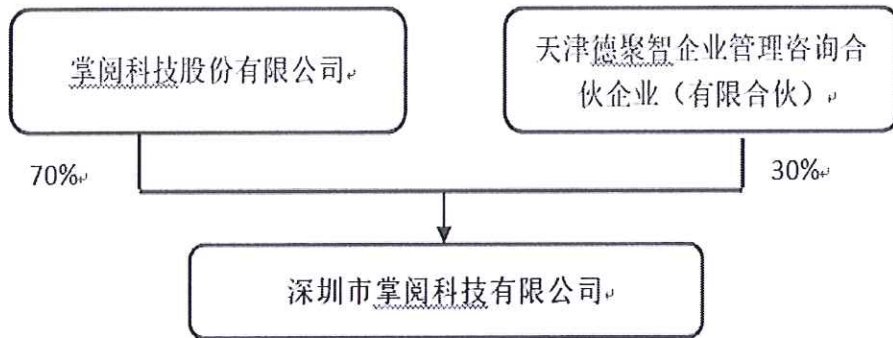 掌阅科技股份有限公司
天津德聚智企业管理咨询合
伙企业（有限合伙）
70%
30%
深圳市掌阅科技有限公司